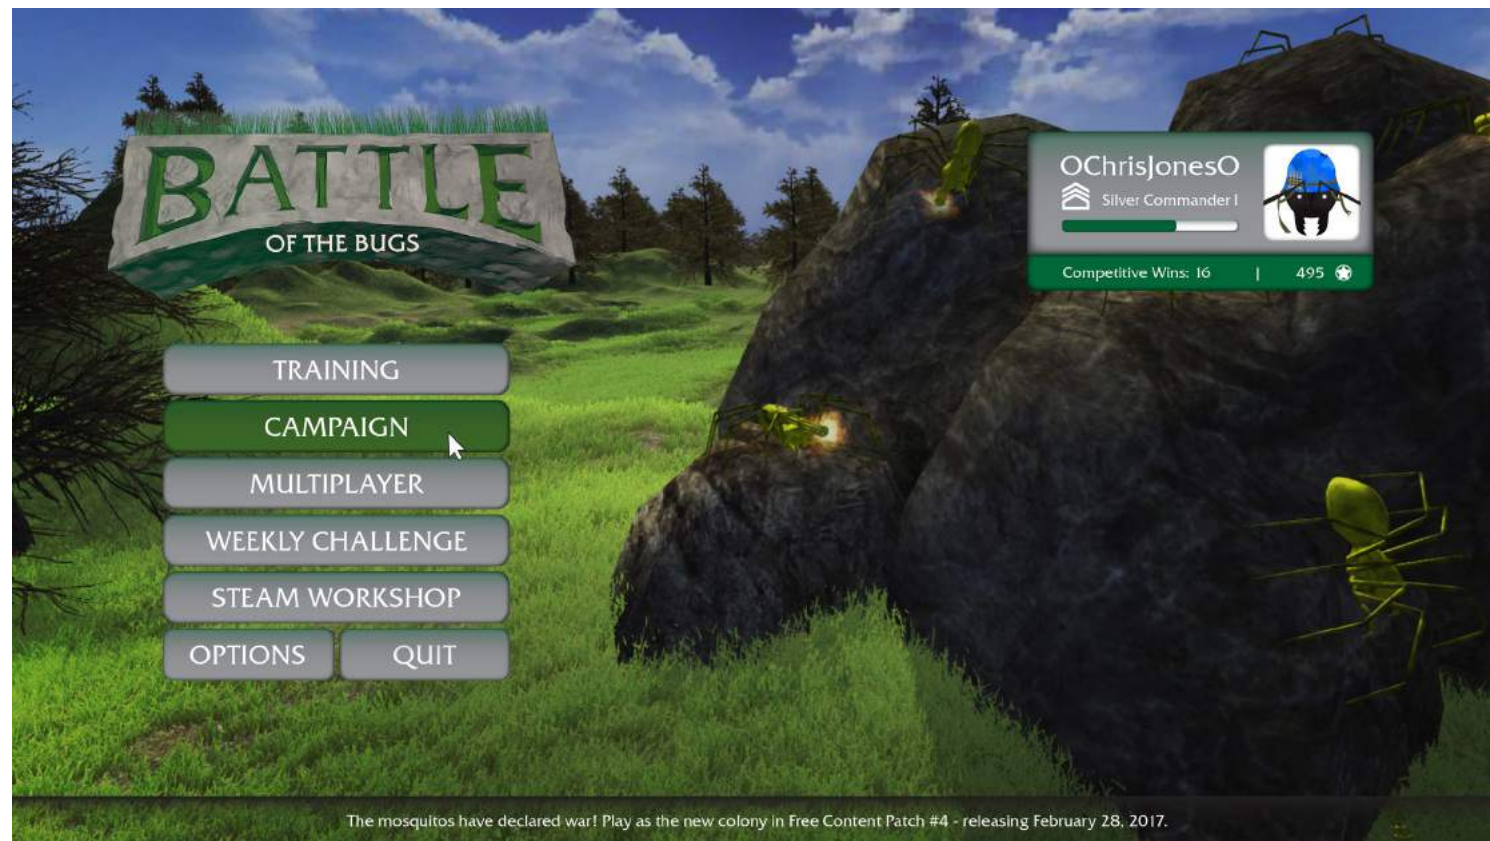 BATTLE
OF THE BUGS
OChrisJonesO
Silver Commander I
Competitive Wins: 16 | 495
TRAINING
CAMPAIGN
MULTIPLAYER
WEEKLY CHALLENGE
STEAM WORKSHOP
OPTIONS QUIT
The mosquitos have declared war! Play as the new colony in Free Content Patch #4 - releasing February 28, 2017.